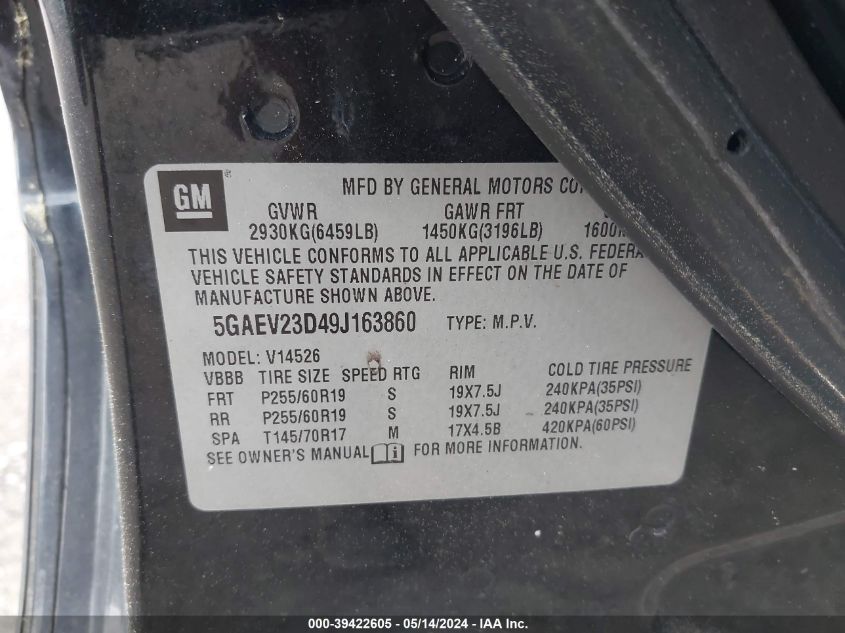 GM ® MFD BY GENERAL MOTORS
GVWR GAWR FRT
2930KG(6459LB) 1450KG(3196LB)
THIS VEHICLE CONFORMS TO ALL APPLICABLE U.S.
VEHICLE SAFETY STANDARDS IN EFFECT ON THE DATE OF
MANUFACTURE SHOWN ABOVE.
5GAEV23D49J163860 TYPE: M.P.V.
MODEL: V14526
VBBB TIRE SIZE SPEED RTG RIM COLD TIRE PRESSURE
FRT P255/60R19 S 19X7.5J 240KPA(35PSI)
RR P255/60R19 S 19X7.5J 240KPA(35PSI)
SPA T145/70R17 M 17X4.5B 420KPA(60PSI)
SEE OWNER'S MANUAL i FOR MORE INFORMATION.
000-39422605 - 05/14/2024 - IAA Inc.